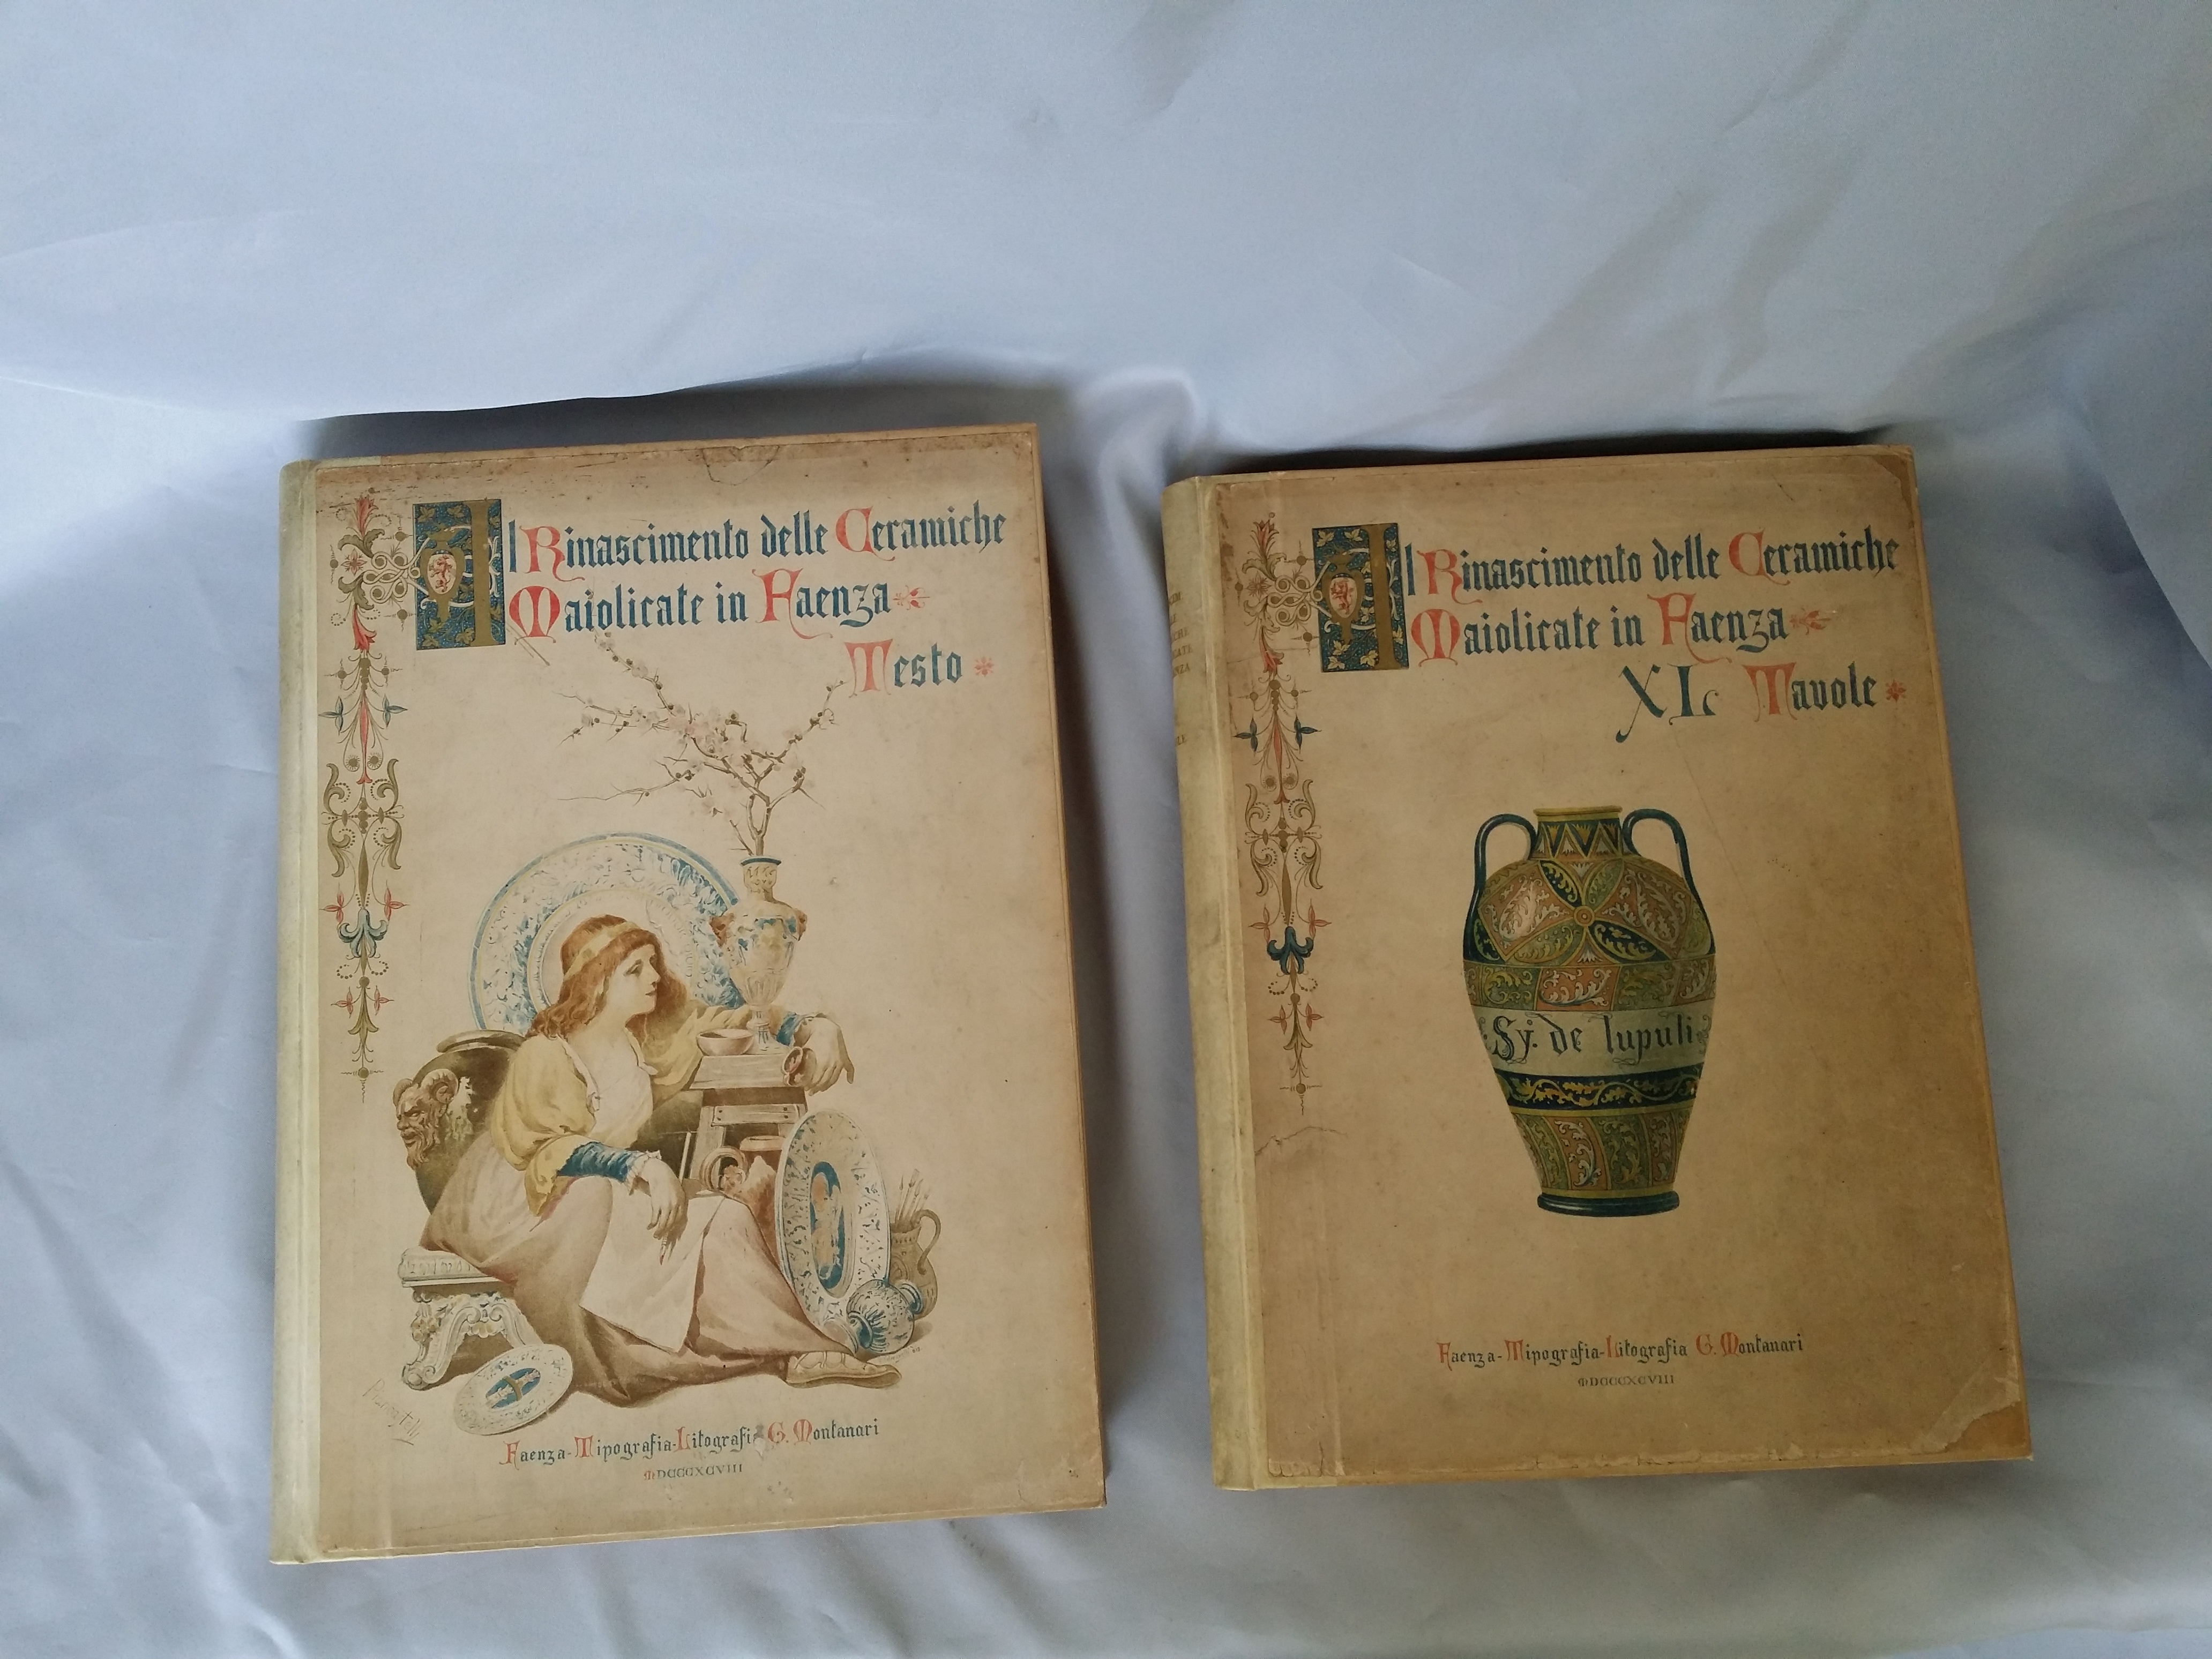 Il Rinascimento delle Ceramiche
Maiolicate in Faenza
Testo
Faenza-Tipografia-Litografia G. Montanari
MDCCCXCVIII
Il Rinascimento delle Ceramiche
Maiolicate in Faenza
XL Tavole
Sy. de lupuli
Faenza-Tipografia-Litografia G. Montanari
MDCCCXCVIII